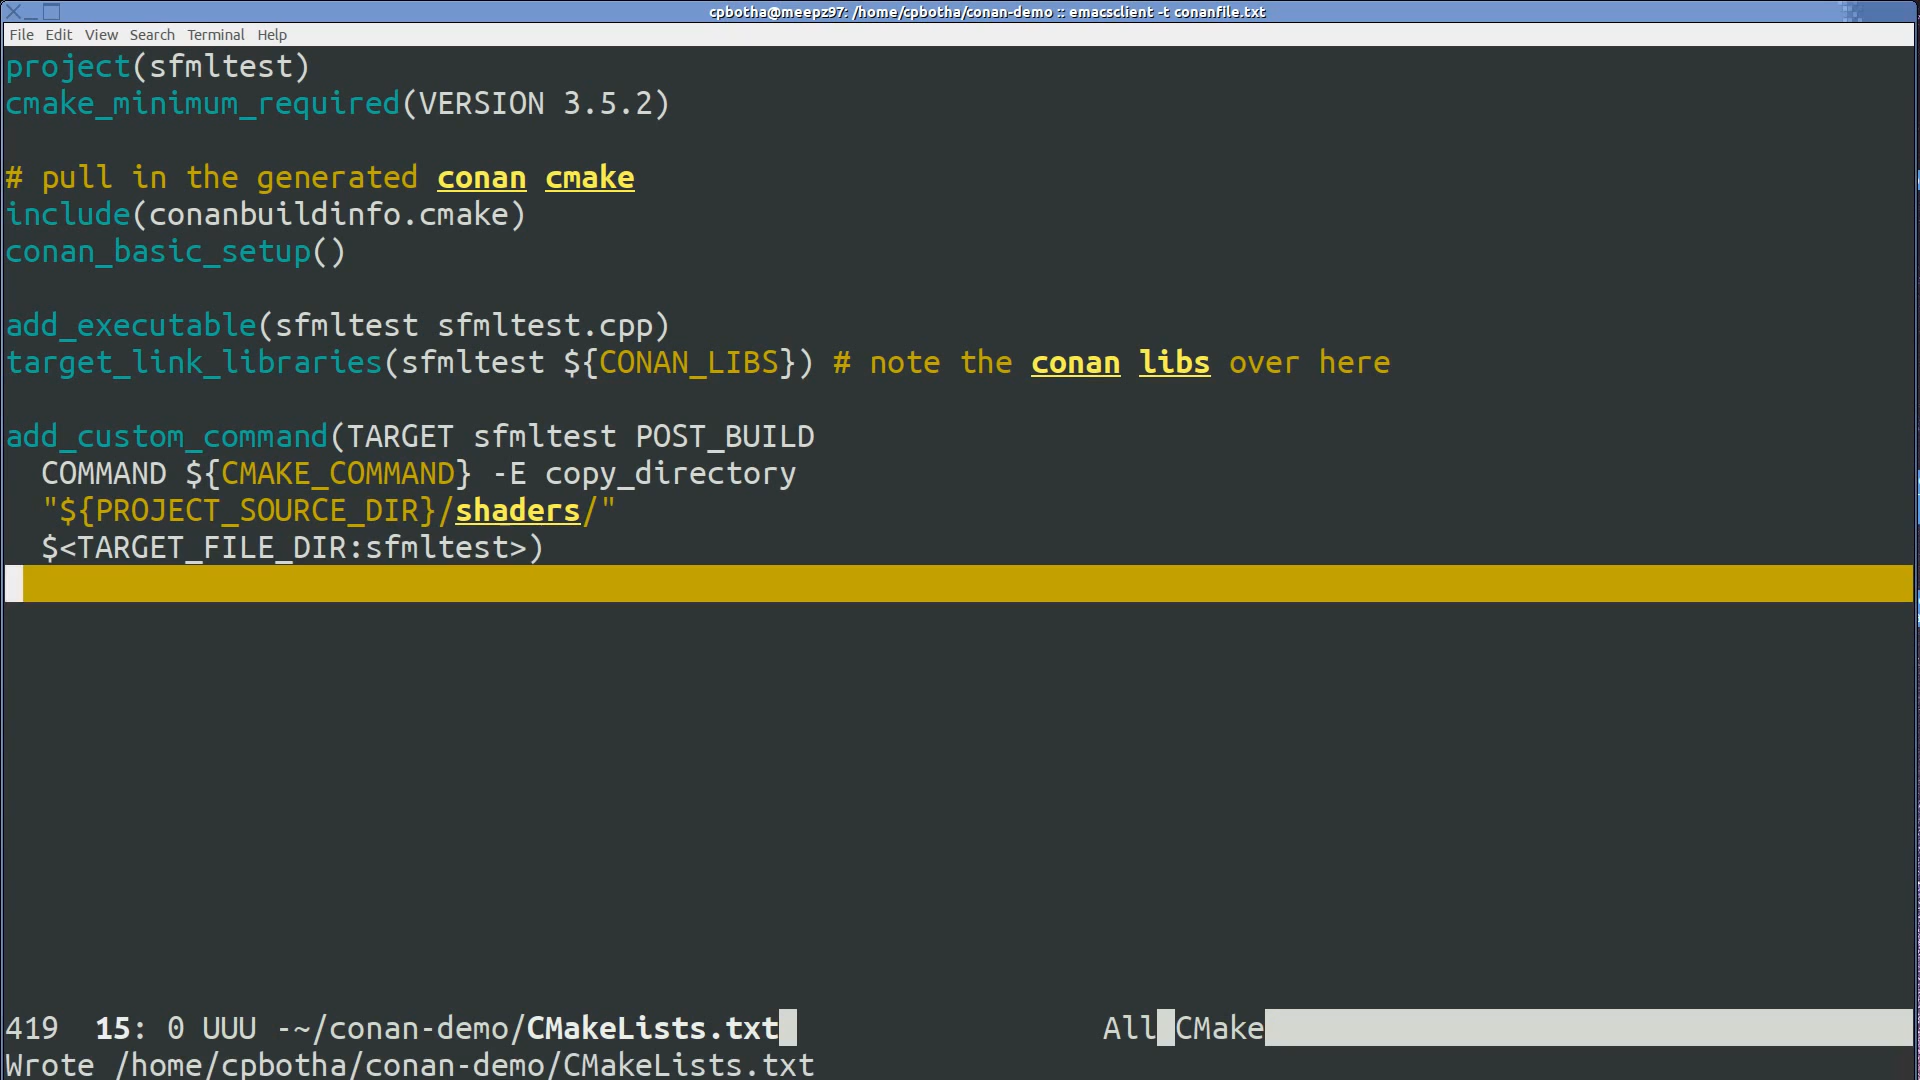 cpbotha@meepz97: /home/cpbotha/conan-demo :: emacsclient -t conanfile.txt
File Edit View Search Terminal Help
project(sfmltest)
cmake_minimum_required(VERSION 3.5.2)
# pull in the generated conan cmake
include(conanbuildinfo.cmake)
conan_basic_setup()
add_executable(sfmltest sfmltest.cpp)
target_link_libraries(sfmltest ${CONAN_LIBS}) # note the conan libs over here
add_custom_command(TARGET sfmltest POST_BUILD
  COMMAND ${CMAKE_COMMAND} -E copy_directory
  "${PROJECT_SOURCE_DIR}/shaders/"
  $<TARGET_FILE_DIR:sfmltest>)
419  15: 0 UUU -~/conan-demo/CMakeLists.txt All CMake
Wrote /home/cpbotha/conan-demo/CMakeLists.txt